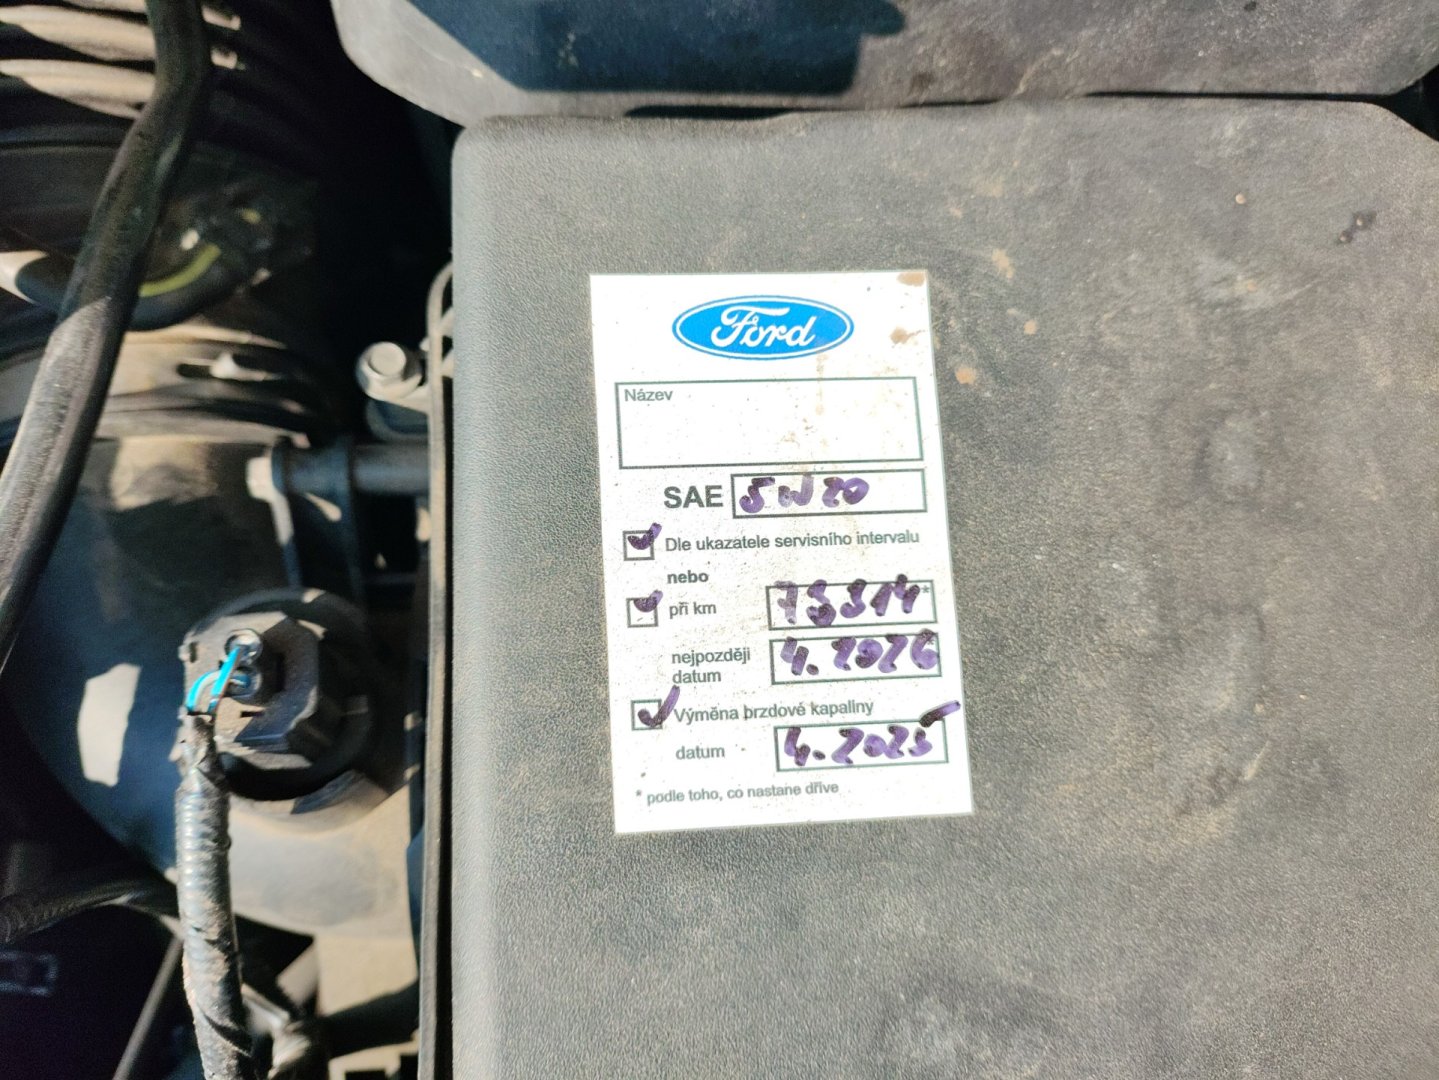 Ford
Název
SAE 5W20
Dle ukazatele servisního intervalu
nebo
při km 73314*
nejpozději
datum 4.2026
Výměna brzdové kapaliny
datum 4.2025
* podle toho, co nastane dříve